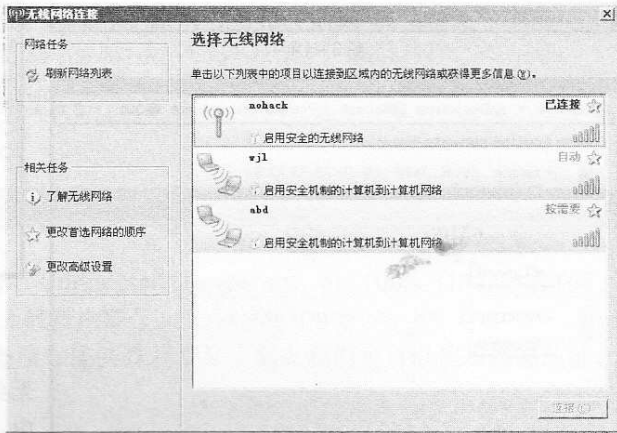 无线网络连接
网络任务
刷新网络列表
相关任务
了解无线网络
更改首选网络的顺序
更改高级设置
选择无线网络
单击以下列表中的项目以连接到区域内的无线网络或获得更多信息(W)。
nohack
已连接
启用安全的无线网络
wjl
自动
启用安全机制的计算机到计算机网络
abd
按需要
启用安全机制的计算机到计算机网络
连接(C)